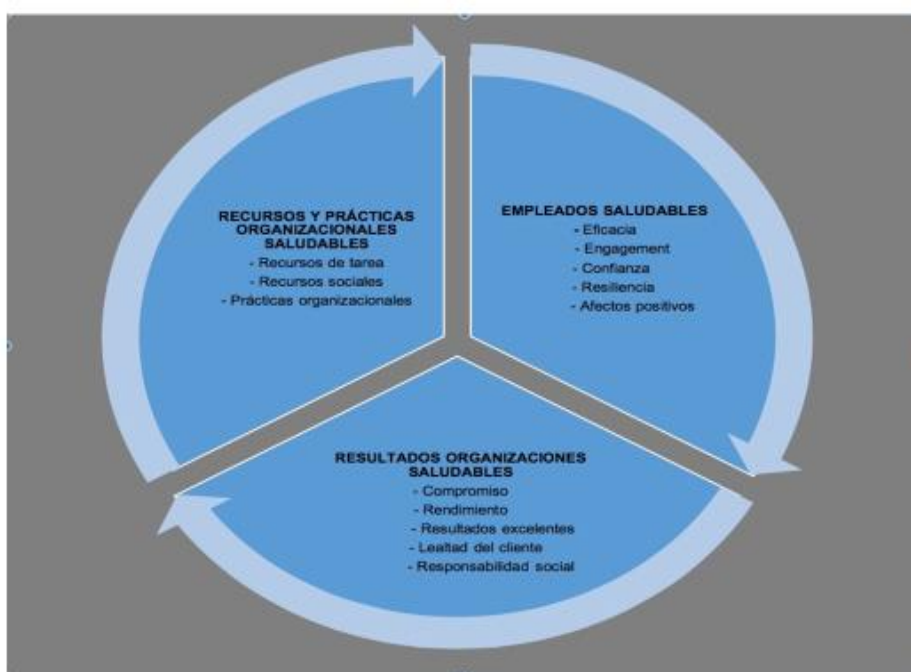 RECURSOS Y PRÁCTICAS
ORGANIZACIONALES
SALUDABLES
- Recursos de tarea
- Recursos sociales
- Prácticas organizacionales
EMPLEADOS SALUDABLES
- Eficacia
- Engagement
- Confianza
- Resiliencia
- Afectos positivos
RESULTADOS ORGANIZACIONES
SALUDABLES
- Compromiso
- Rendimiento
- Resultados excelentes
- Lealtad del cliente
- Responsabilidad social